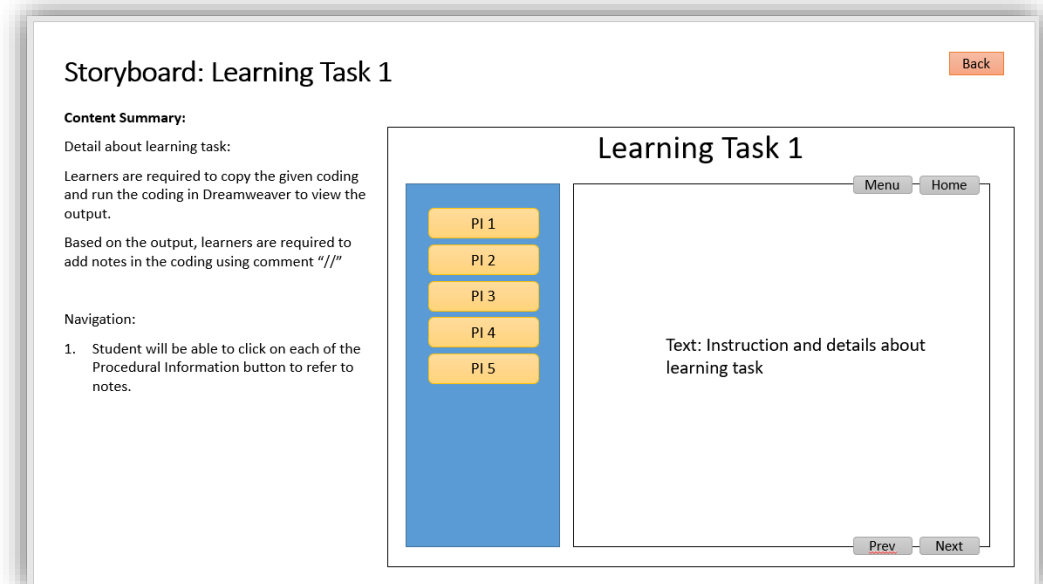 Storyboard: Learning Task 1
Back
Content Summary:
Detail about learning task:
Learners are required to copy the given coding
and run the coding in Dreamweaver to view the
output.
Based on the output, learners are required to
add notes in the coding using comment “//”
Navigation:
1. Student will be able to click on each of the
Procedural Information button to refer to
notes.
Learning Task 1
Menu
Home
PI 1
PI 2
PI 3
PI 4
PI 5
Text: Instruction and details about
learning task
Prev
Next